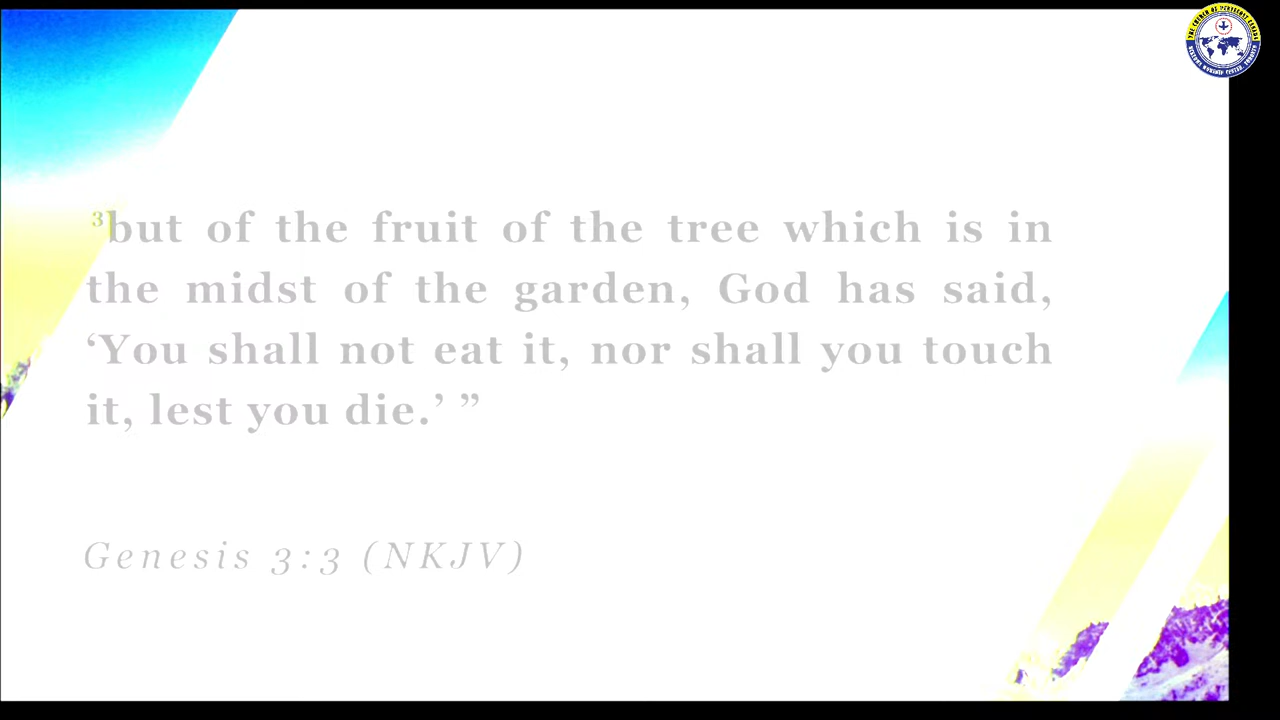 ³but of the fruit of the tree which is in
the midst of the garden, God has said,
‘You shall not eat it, nor shall you touch
it, lest you die.’ ”
Genesis 3:3 (NKJV)